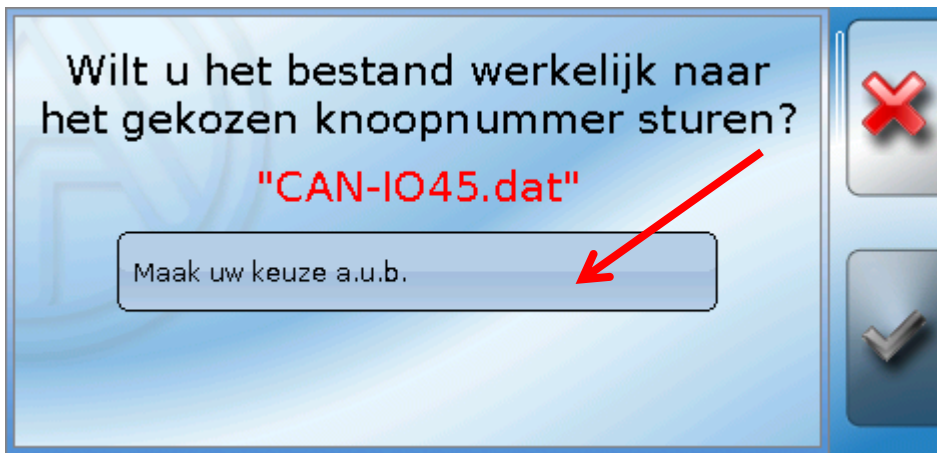 Wilt u het bestand werkelijk naar
het gekozen knoopnummer sturen?
"CAN-IO45.dat"
Maak uw keuze a.u.b.